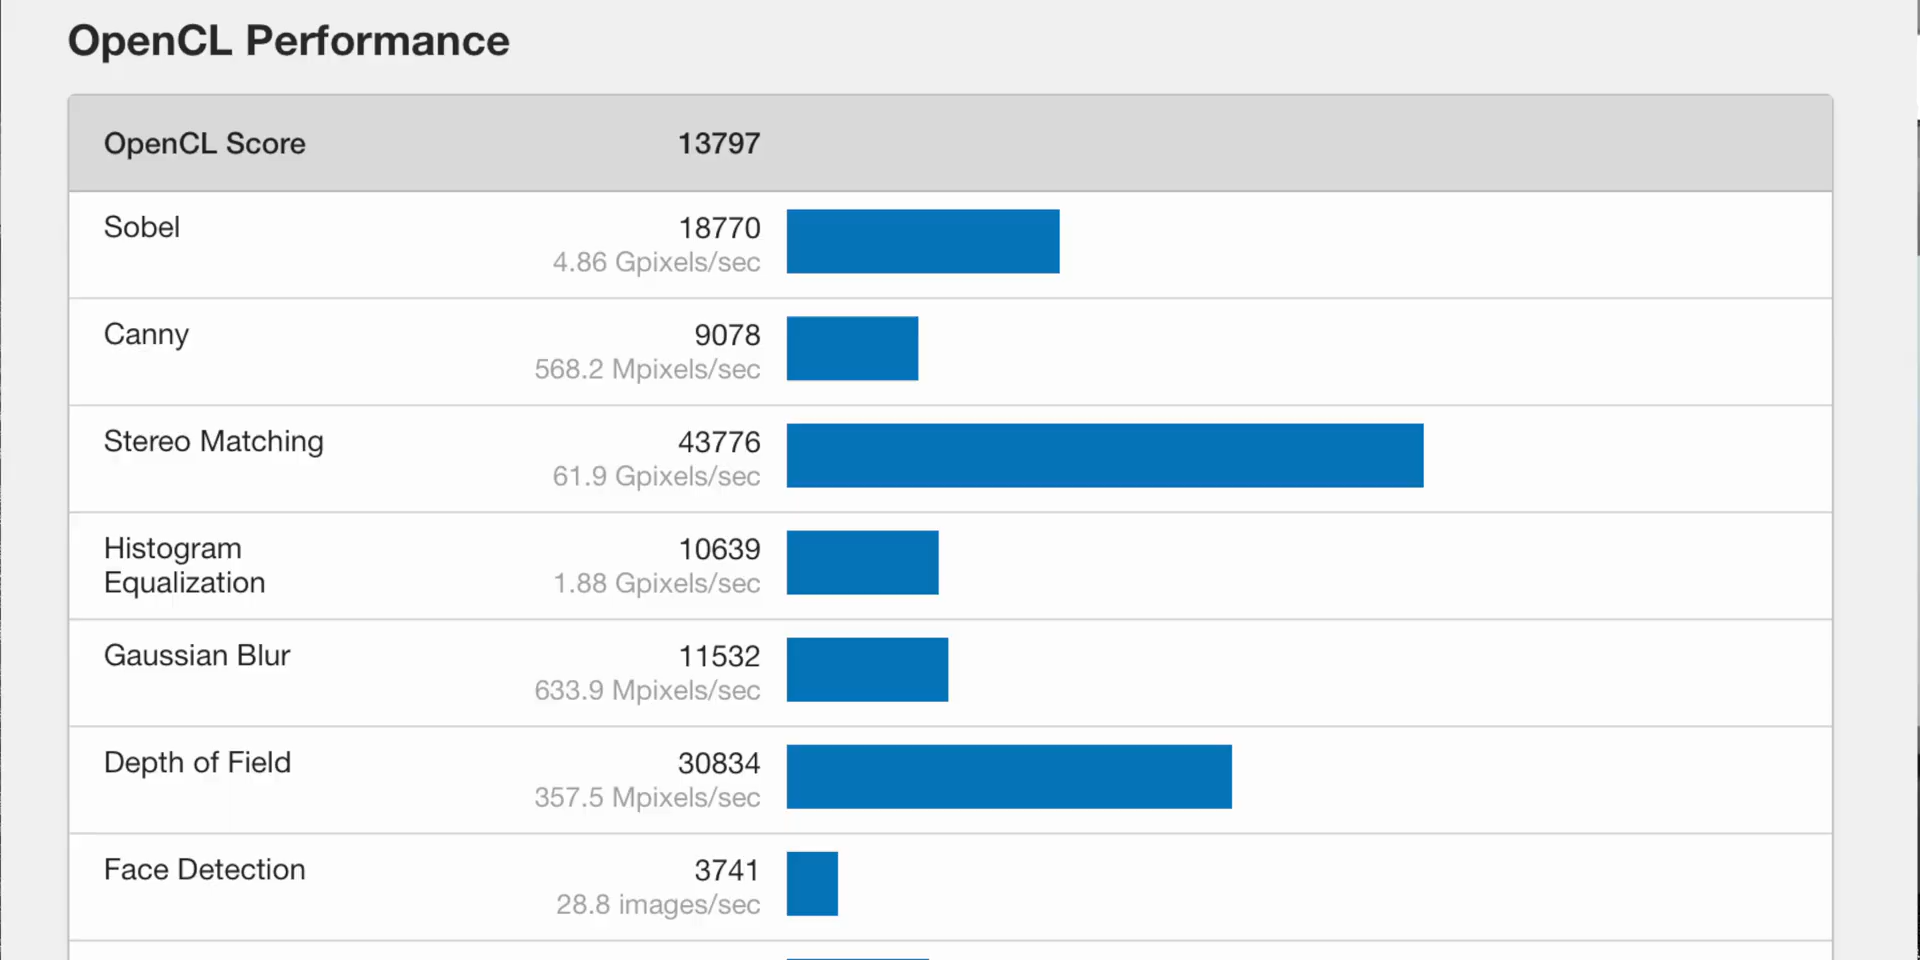 OpenCL Performance
OpenCL Score 13797
Sobel 18770
4.86 Gpixels/sec
Canny 9078
568.2 Mpixels/sec
Stereo Matching 43776
61.9 Gpixels/sec
Histogram 10639
Equalization 1.88 Gpixels/sec
Gaussian Blur 11532
633.9 Mpixels/sec
Depth of Field 30834
357.5 Mpixels/sec
Face Detection 3741
28.8 images/sec